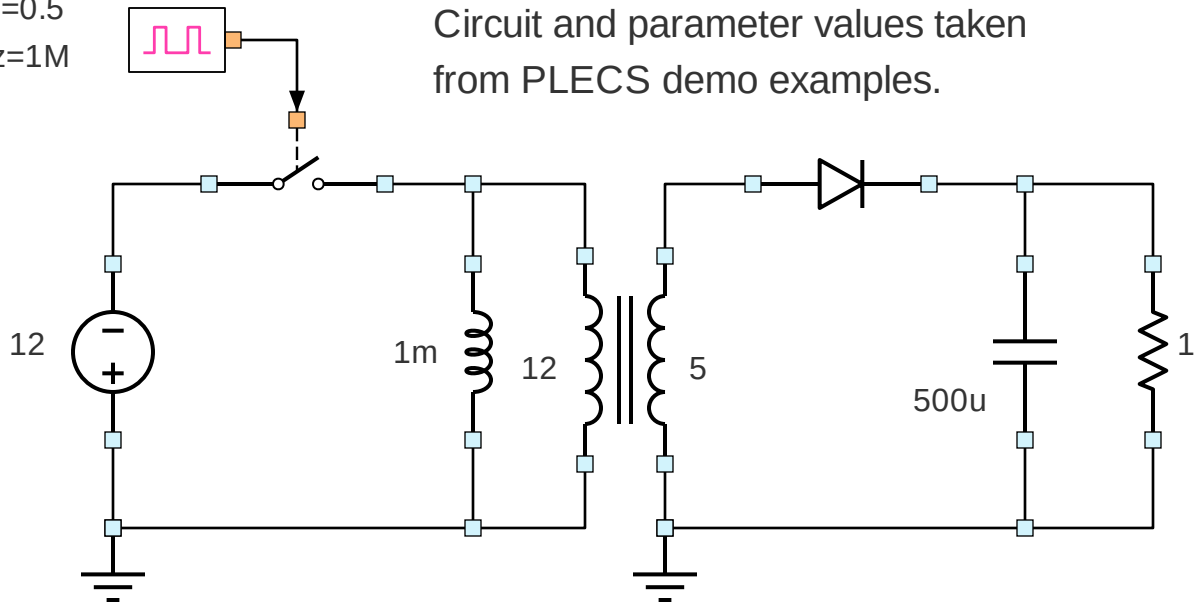 =0.5
z=1M
Circuit and parameter values taken
from PLECS demo examples.
12
1m
12
5
500u
1